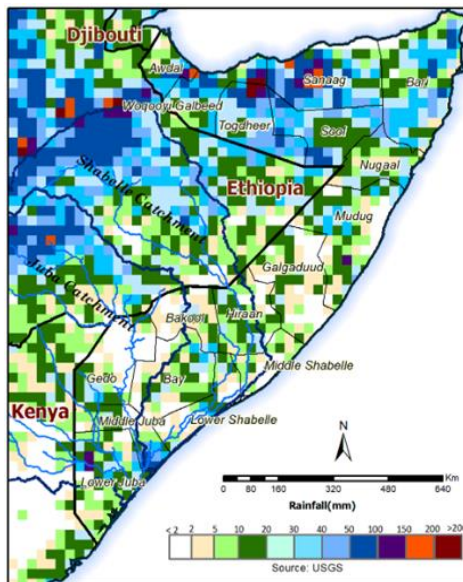 Djibouti
Awdal
Sanaag
Bari
Woqooyi Galbeed
Togdheer
Sool
Nugaal
Shabelle Catchment
Ethiopia
Mudug
Galgaduud
Juba Catchment
Bakool
Hiraan
Gedo
Bay
Middle Shabelle
Kenya
Middle Juba
Lower Shabelle
Lower Juba
N
Km
0 80 160 320 480 640
Rainfall(mm)
< 2 2 5 10 20 30 40 50 100 150 200 >200
Source: USGS